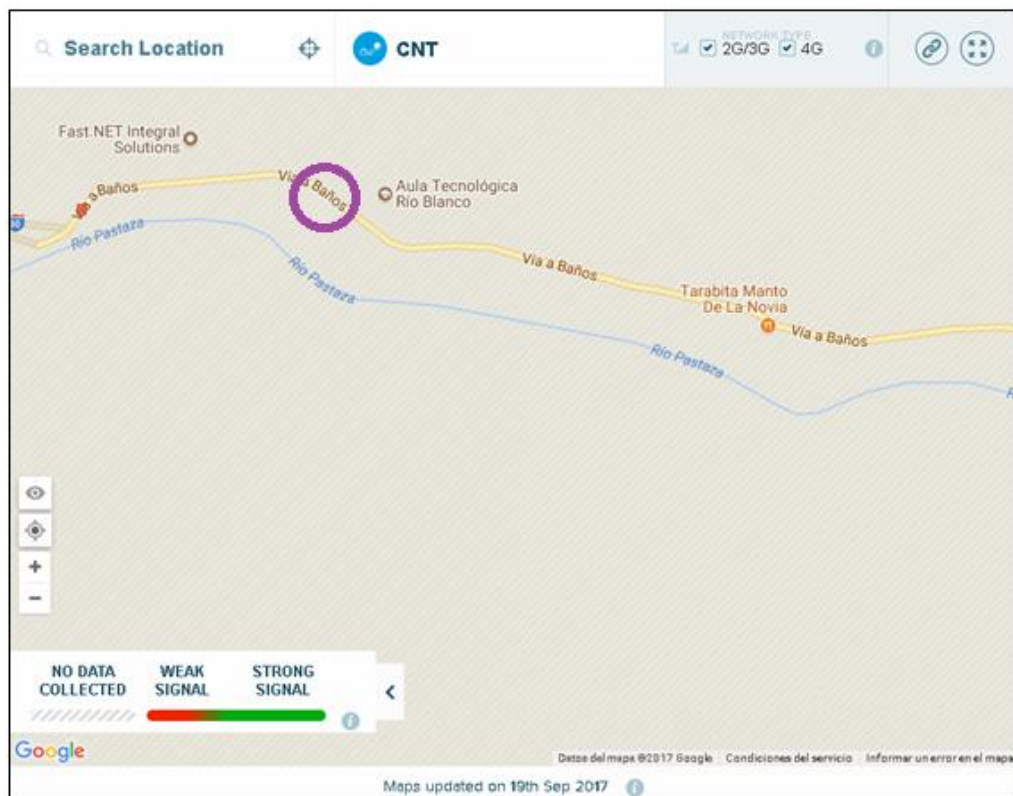 Search Location
CNT
NETWORK TYPE
2G/3G
4G
Fast NET Integral
Solutions
Vía a Baños
Vía a Baños
Aula Tecnológica
Río Blanco
Río Pastaza
Río Pastaza
Vía a Baños
Tarabita Manto
De La Novia
Vía a Baños
Río Pastaza
NO DATA
COLLECTED
WEAK
SIGNAL
STRONG
SIGNAL
Google
Datos del mapa ©2017 Google
Condiciones del servicio
Informar un error en el mapa
Maps updated on 19th Sep 2017